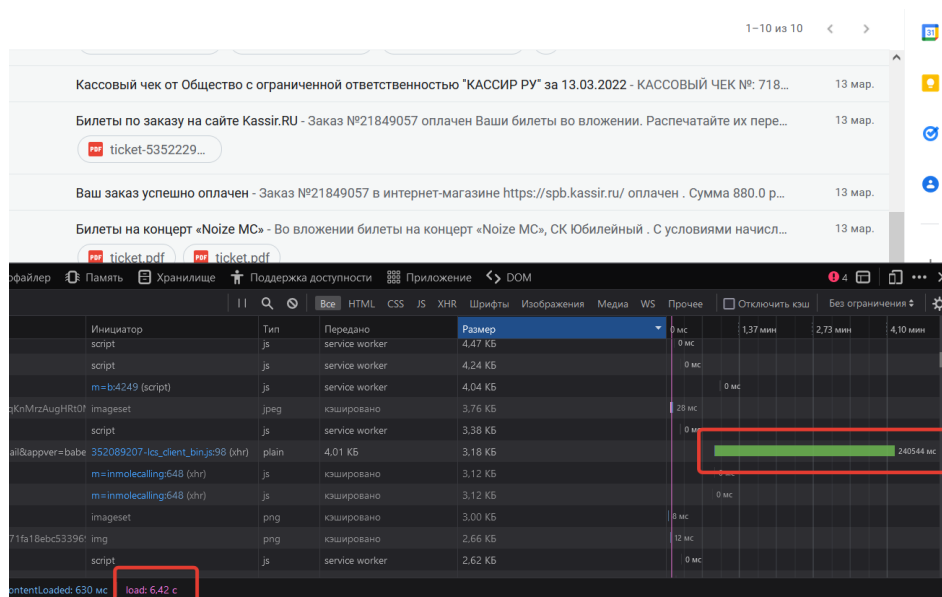 1–10 из 10
31
Кассовый чек от Общество с ограниченной ответственностью "КАССИР РУ" за 13.03.2022 - КАССОВЫЙ ЧЕК №: 718... 13 мар.
Билеты по заказу на сайте Kassir.RU - Заказ №21849057 оплачен Ваши билеты во вложении. Распечатайте их пере... 13 мар.
PDF ticket-5352229...
Ваш заказ успешно оплачен - Заказ №21849057 в интернет-магазине https://spb.kassir.ru/ оплачен . Сумма 880.0 р... 13 мар.
Билеты на концерт «Noize MC» - Во вложении билеты на концерт «Noize MC», СК Юбилейный . С условиями начисл... 13 мар.
PDF ticket.pdf PDF ticket.pdf
офайлер Память Хранилище Поддержка доступности Приложение DOM 4
Все HTML CSS JS XHR Шрифты Изображения Медиа WS Прочее Отключить кэш Без ограничения
Инициатор Тип Передано Размер 0 мс 1,37 мин 2,73 мин 4,10 мин
script js service worker 4,47 КБ 0 мс
script js service worker 4,24 КБ 0 мс
m=b:4249 (script) js service worker 4,04 КБ 0 мс
imageset jpeg кэшировано 3,76 КБ 28 мс
script js service worker 3,38 КБ 0 мс
ail&appver=babe 352089207-lcs_client_bin.js:98 (xhr) plain 4.01 КБ 3,18 КБ 240544 мс
m=inmolecalling:648 (xhr) js кэшировано 3,12 КБ 0 мс
m=inmolecalling:648 (xhr) js кэшировано 3,12 КБ 0 мс
imageset png кэшировано 3,00 КБ 8 мс
71fa18ebc53396 img png кэшировано 2,66 КБ 12 мс
script js service worker 2,62 КБ 0 мс
ontentLoaded: 630 мс load: 6,42 с